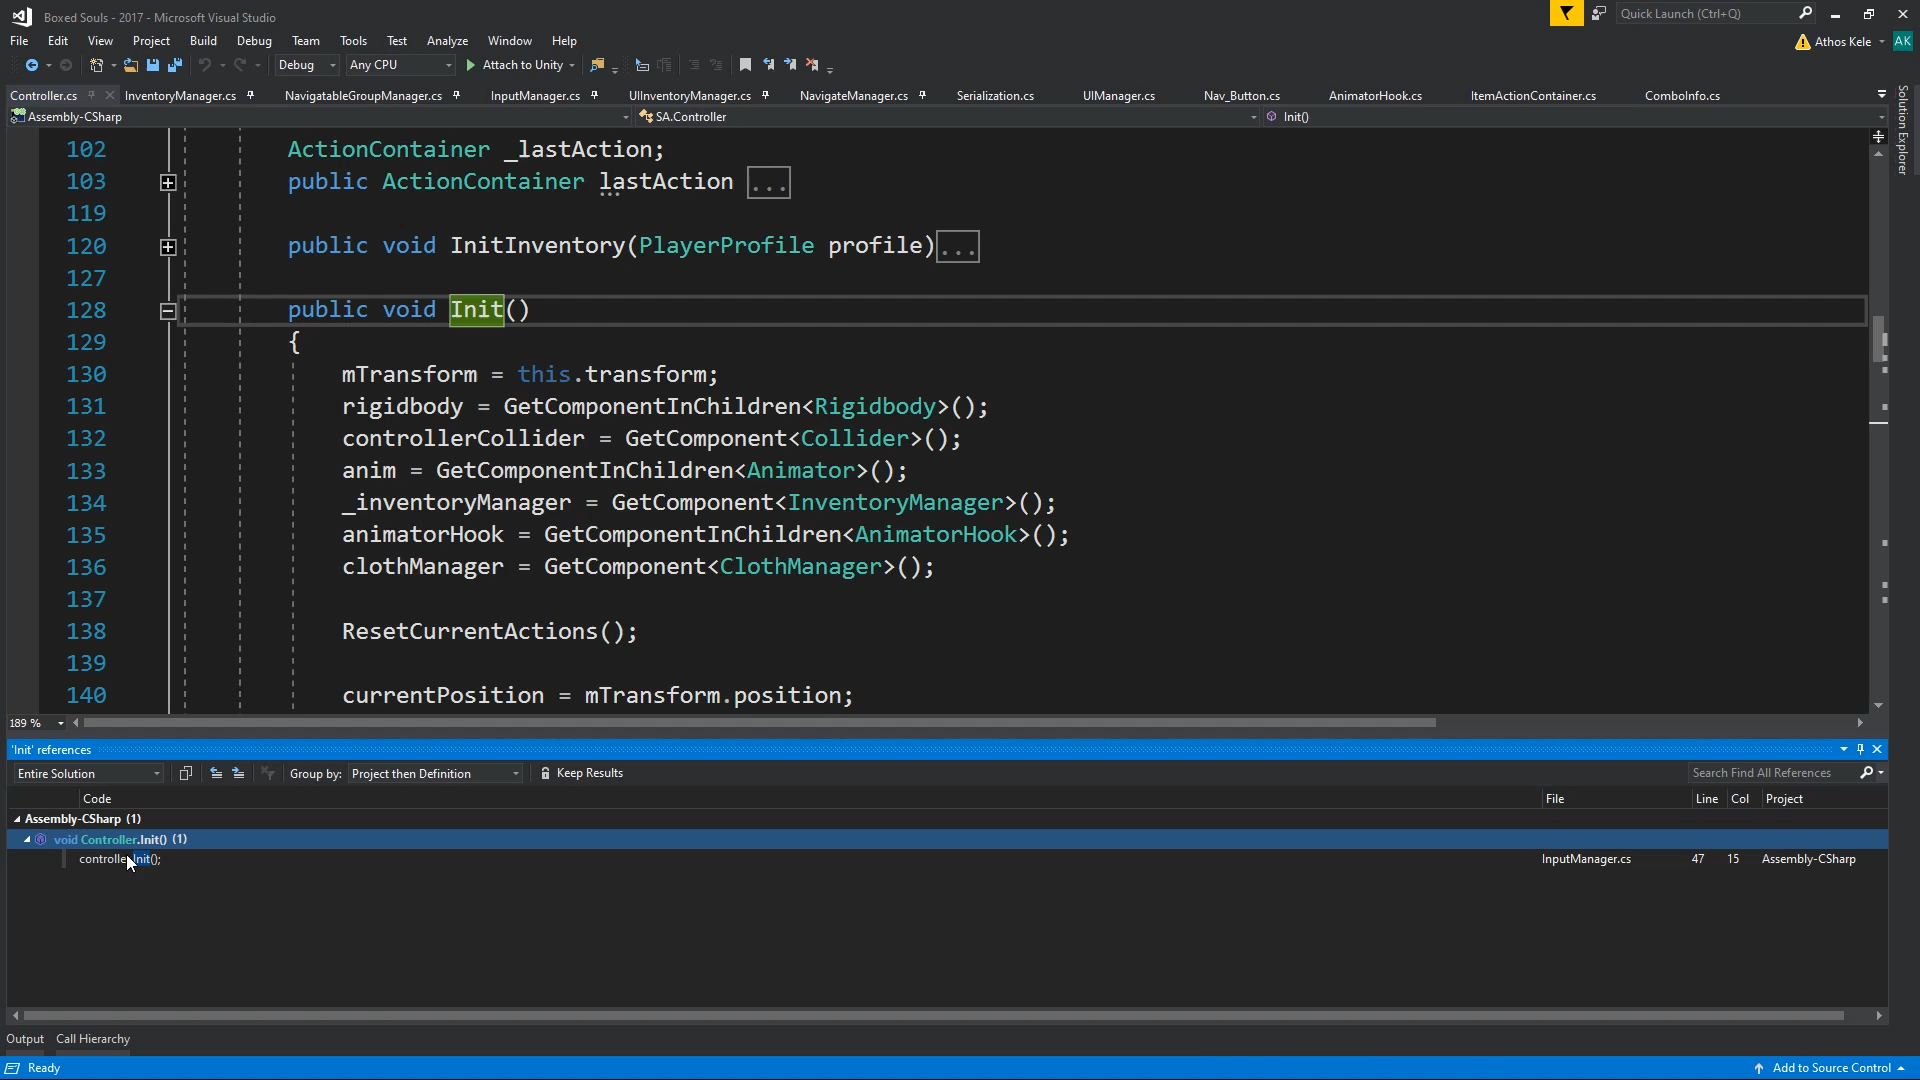 Boxed Souls - 2017 - Microsoft Visual Studio
Quick Launch (Ctrl+Q)
File Edit View Project Build Debug Team Tools Test Analyze Window Help
Athos Kele AK
Debug Any CPU Attach to Unity
Controller.cs InventoryManager.cs NavigatableGroupManager.cs InputManager.cs UIInventoryManager.cs NavigateManager.cs Serialization.cs UIManager.cs Nav_Button.cs AnimatorHook.cs ItemActionContainer.cs ComboInfo.cs
Solution Explorer
Assembly-CSharp SA.Controller Init()
102 ActionContainer _lastAction;
103 public ActionContainer lastAction ...
119
120 public void InitInventory(PlayerProfile profile)...
127
128 public void Init()
129 {
130 mTransform = this.transform;
131 rigidbody = GetComponentInChildren<Rigidbody>();
132 controllerCollider = GetComponent<Collider>();
133 anim = GetComponentInChildren<Animator>();
134 _inventoryManager = GetComponent<InventoryManager>();
135 animatorHook = GetComponentInChildren<AnimatorHook>();
136 clothManager = GetComponent<ClothManager>();
137
138 ResetCurrentActions();
139
140 currentPosition = mTransform.position;
189 %
'Init' references
Entire Solution Group by: Project then Definition Keep Results Search Find All References
Code File Line Col Project
Assembly-CSharp (1)
void Controller.Init() (1)
controller.Init(); InputManager.cs 47 15 Assembly-CSharp
Output Call Hierarchy
Ready Add to Source Control